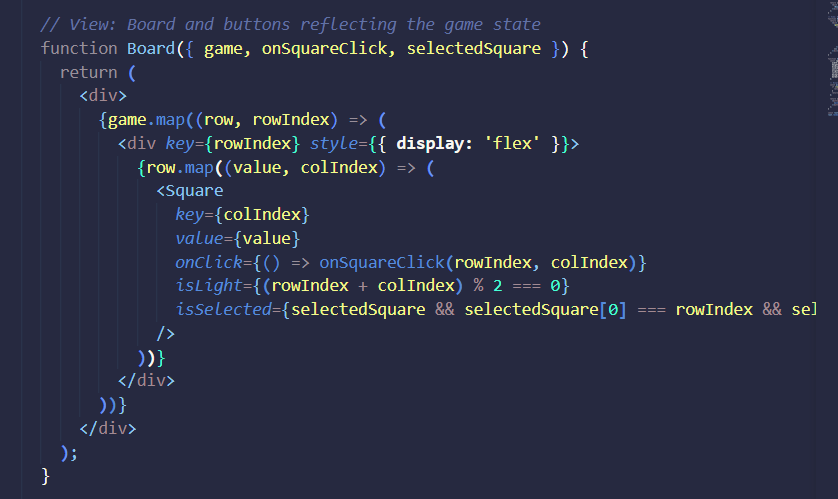 // View: Board and buttons reflecting the game state
function Board({ game, onSquareClick, selectedSquare }) {
return (
<div>
{game.map((row, rowIndex) => (
<div key={rowIndex} style={{ display: 'flex' }}>
{row.map((value, colIndex) => (
<Square
key={colIndex}
value={value}
onClick={() => onSquareClick(rowIndex, colIndex)}
isLight={(rowIndex + colIndex) % 2 === 0}
isSelected={selectedSquare && selectedSquare[0] === rowIndex &&
/>
))}
</div>
))}
</div>
);
}